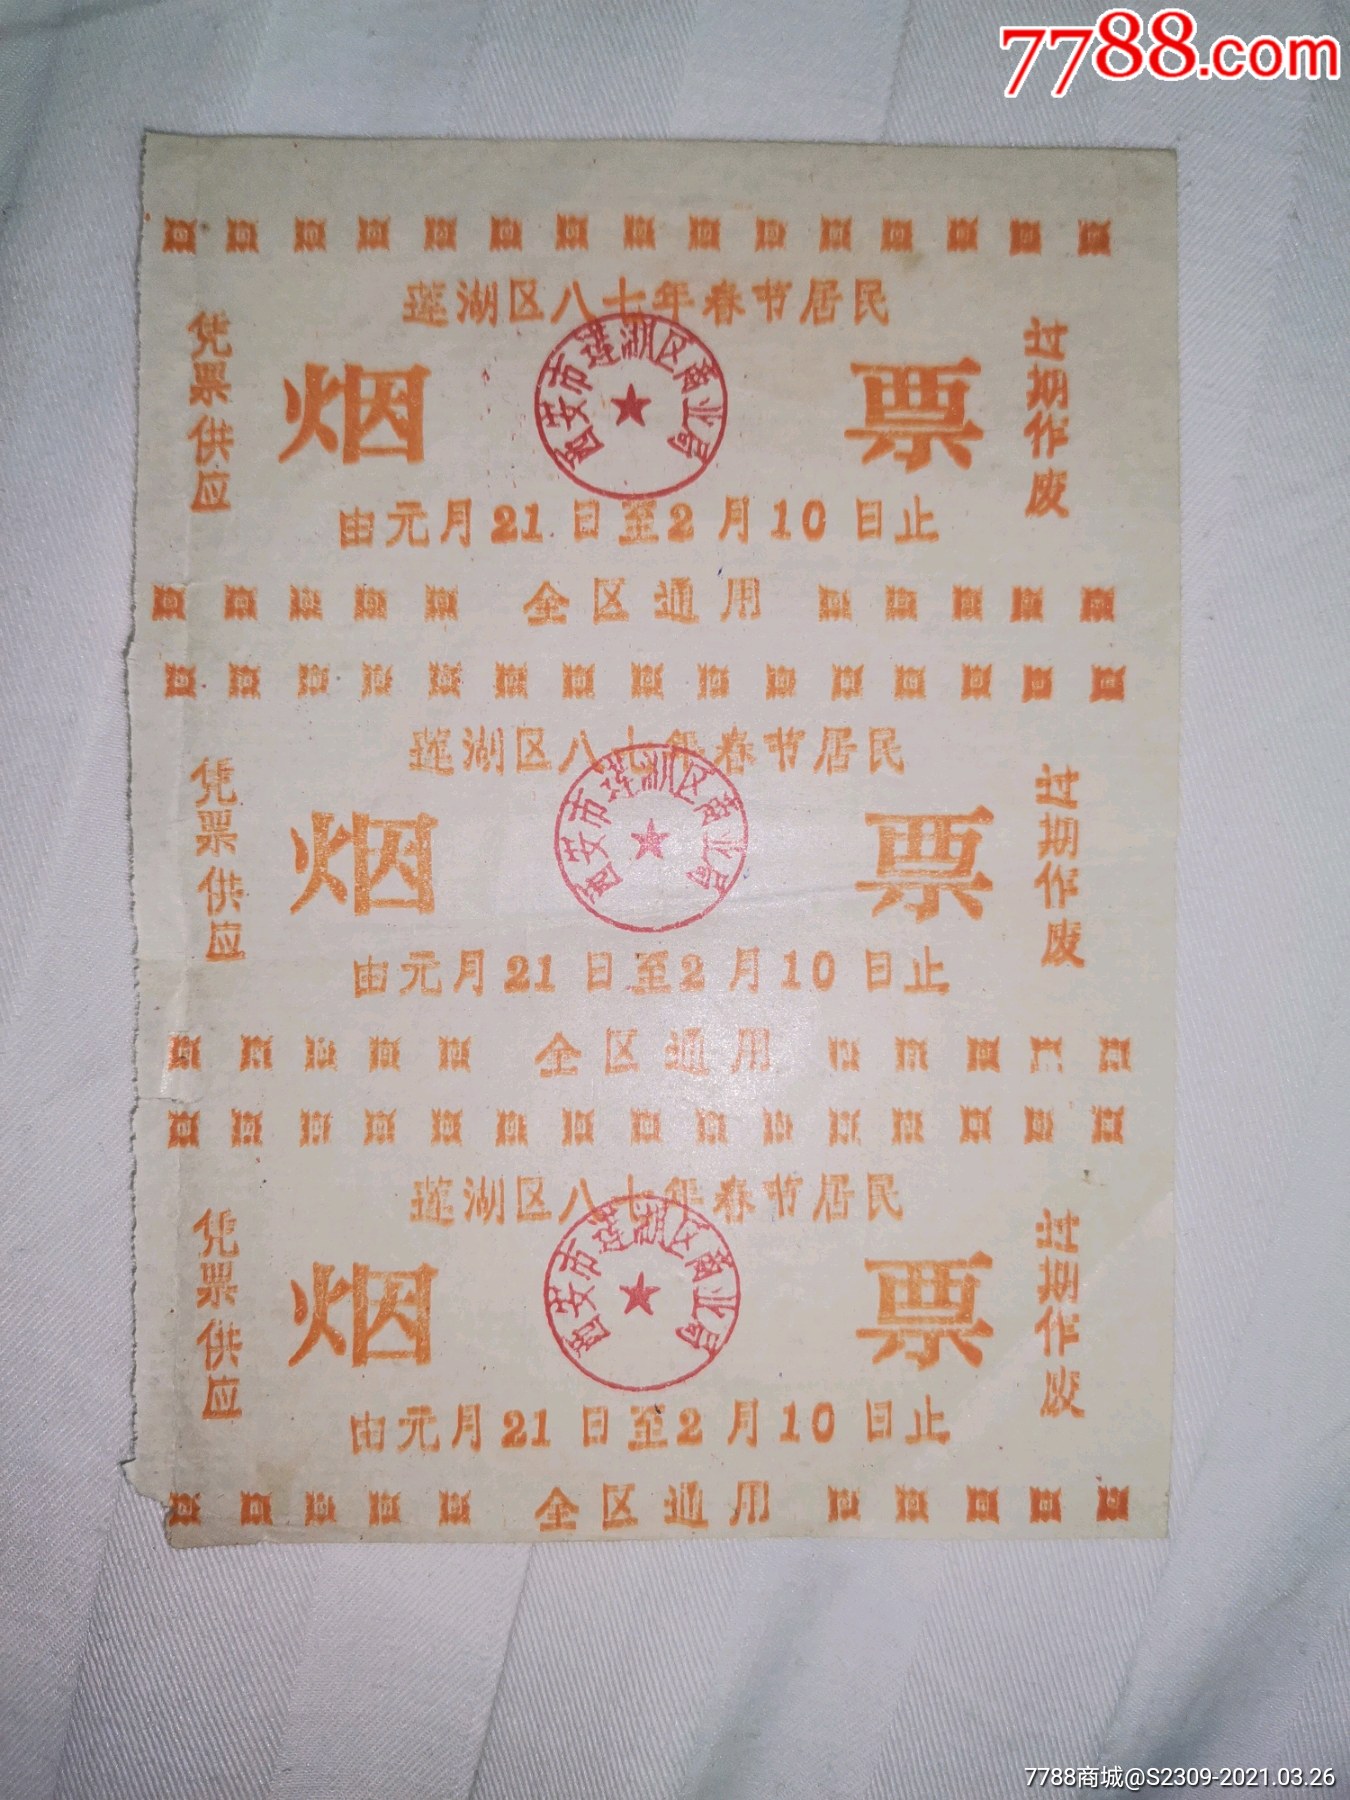 7788.com
莲湖区八七年春节居民
凭票供应
烟票
过期作废
西安市莲湖区商业局
由元月21日至2月10日止
全区通用
莲湖区八七年春节居民
凭票供应
烟票
过期作废
西安市莲湖区商业局
由元月21日至2月10日止
全区通用
莲湖区八七年春节居民
凭票供应
烟票
过期作废
西安市莲湖区商业局
由元月21日至2月10日止
全区通用
7788商城@S2309-2021.03.26